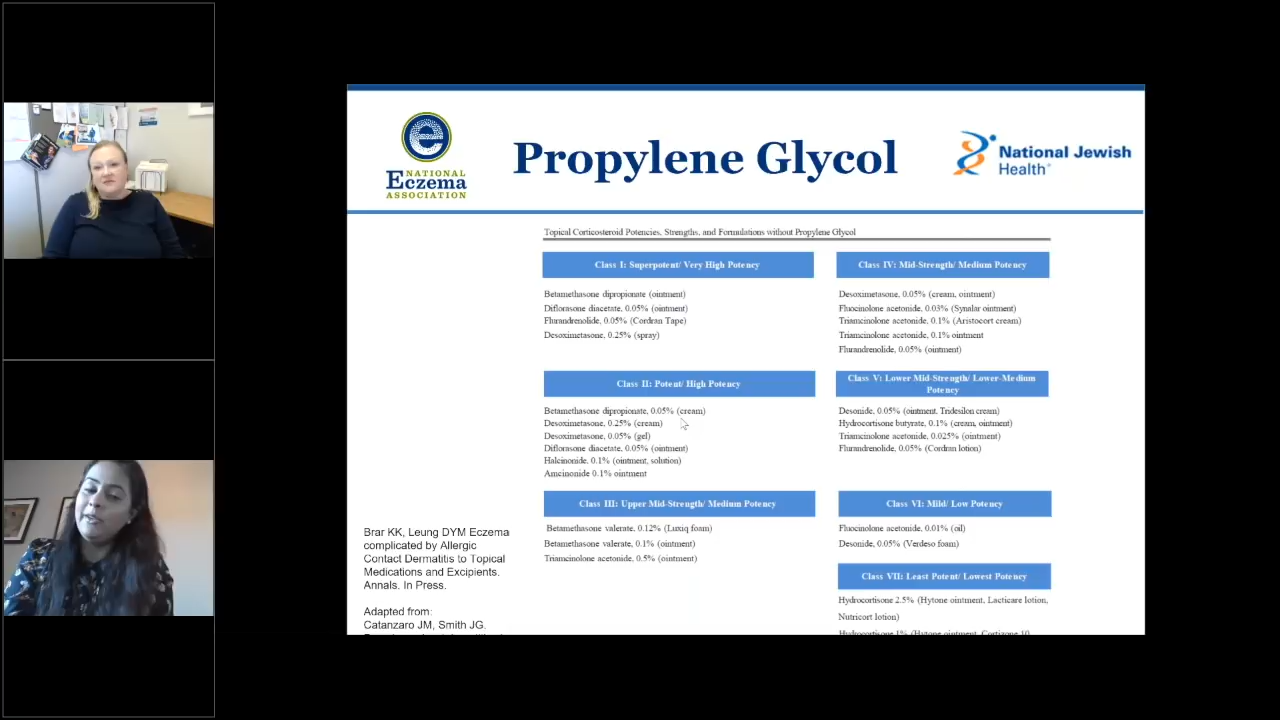 NATIONAL
Eczema
ASSOCIATION
Propylene Glycol
National Jewish
Health®
Topical Corticosteroid Potencies, Strengths, and Formulations without Propylene Glycol
Class I: Superpotent/ Very High Potency
Betamethasone dipropionate (ointment)
Diflorasone diacetate, 0.05% (ointment)
Flurandrenolide, 0.05% (Cordran Tape)
Desoximetasone, 0.25% (spray)
Class II: Potent/ High Potency
Betamethasone dipropionate, 0.05% (cream)
Desoximetasone, 0.25% (cream)
Desoximetasone, 0.05% (gel)
Diflorasone diacetate, 0.05% (ointment)
Halcinonide, 0.1% (ointment, solution)
Amcinonide 0.1% ointment
Class III: Upper Mid-Strength/ Medium Potency
Betamethasone valerate, 0.12% (Luxiq foam)
Betamethasone valerate, 0.1% (ointment)
Triamcinolone acetonide, 0.5% (ointment)
Class IV: Mid-Strength/ Medium Potency
Desoximetasone, 0.05% (cream, ointment)
Fluocinolone acetonide, 0.03% (Synalar ointment)
Triamcinolone acetonide, 0.1% (Aristocort cream)
Triamcinolone acetonide, 0.1% ointment
Flurandrenolide, 0.05% (ointment)
Class V: Lower Mid-Strength/ Lower-Medium
Potency
Desonide, 0.05% (ointment, Tridesilon cream)
Hydrocortisone butyrate, 0.1% (cream, ointment)
Triamcinolone acetonide, 0.025% (ointment)
Flurandrenolide, 0.05% (Cordran lotion)
Class VI: Mild/ Low Potency
Fluocinolone acetonide, 0.01% (oil)
Desonide, 0.05% (Verdeso foam)
Class VII: Least Potent/ Lowest Potency
Hydrocortisone 2.5% (Hytone ointment, Lacticare lotion,
Nutricort lotion)
Hydrocortisone 1% (Hytone ointment, Cortizone 10
Brar KK, Leung DYM Eczema
complicated by Allergic
Contact Dermatitis to Topical
Medications and Excipients.
Annals. In Press.
Adapted from:
Catanzaro JM, Smith JG.